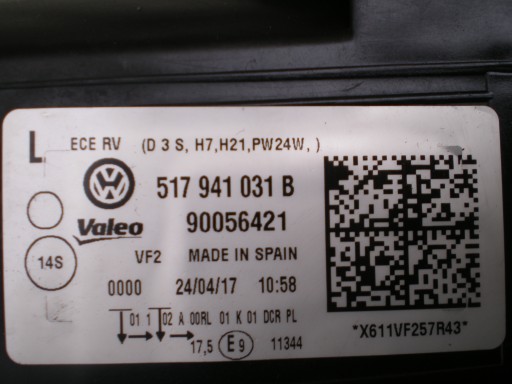 L ECE RV (D 3 S, H7,H21,PW24W, )
517 941 031 B
Valeo 90056421
14S VF2 MADE IN SPAIN
0000 24/04/17 10:58
01 1 02 A 00RL 01 K 01 DCR PL
17,5 E9 11344
*X611VF257R43*